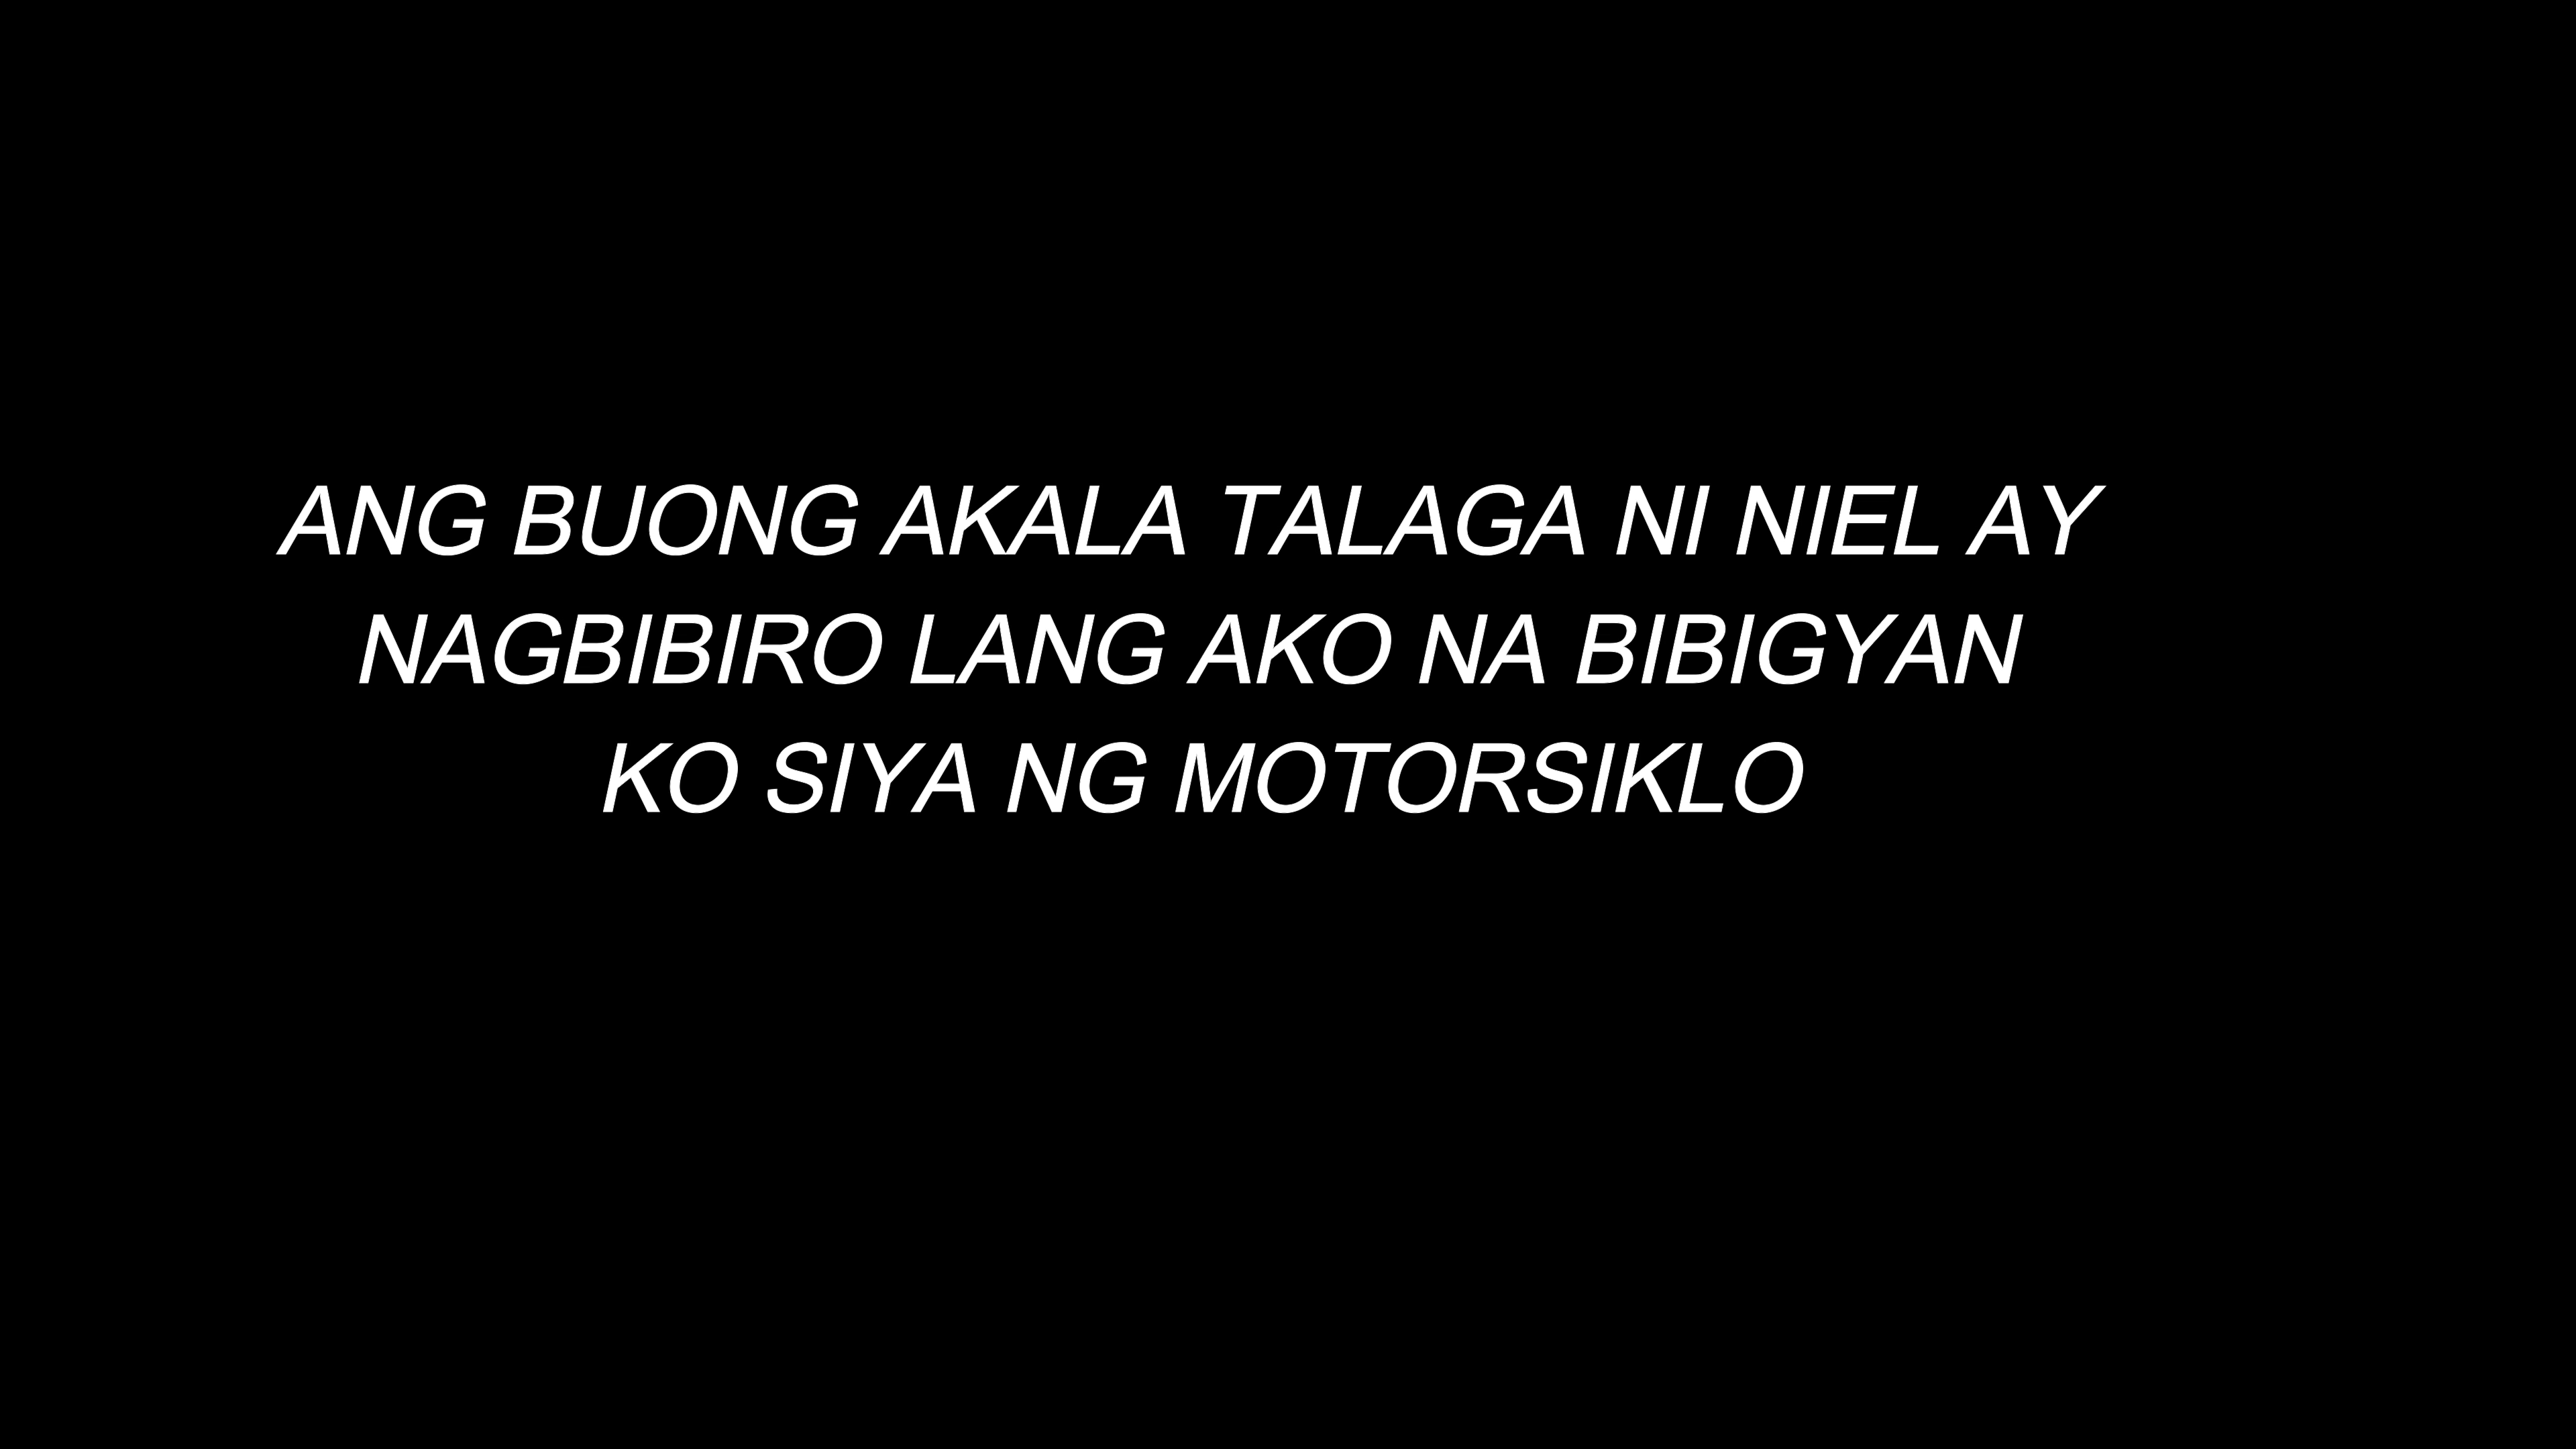 ANG BUONG AKALA TALAGA NI NIEL AY
NAGBIBIRO LANG AKO NA BIBIGYAN
KO SIYA NG MOTORSIKLO